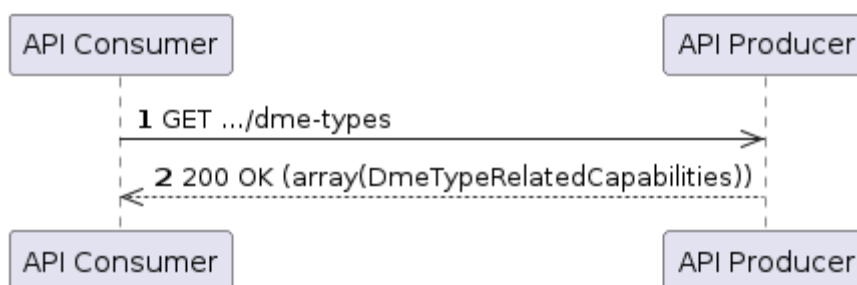 API Consumer
API Producer
1 GET .../dme-types
2 200 OK (array(DmeTypeRelatedCapabilities))
API Consumer
API Producer